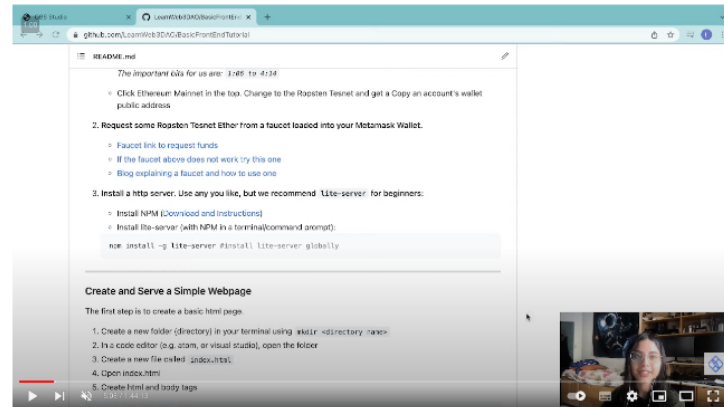 LearnWeb3DAO/BasicFrontEnd
github.com/LearnWeb3DAO/BasicFrontEndTutorial
README.md
The important bits for us are: 1:06 to 4:14
Click Ethereum Mainnet in the top. Change to the Ropsten Tesnet and get a Copy an account's wallet
public address
2. Request some Ropsten Tesnet Ether from a faucet loaded into your Metamask Wallet.
Faucet link to request funds
If the faucet above does not work try this one
Blog explaining a faucet and how to use one
3. Install a http server. Use any you like, but we recommend lite-server for beginners:
Install NPM (Download and Instructions)
Install lite-server (with NPM in a terminal/command prompt):
npm install -g lite-server #install lite-server globally
Create and Serve a Simple Webpage
The first step is to create a basic html page.
1. Create a new folder (directory) in your terminal using mkdir <directory name>
2. In a code editor (e.g. atom, or visual studio), open the folder
3. Create a new file called index.html
4. Open index.html
5. Create html and body tags